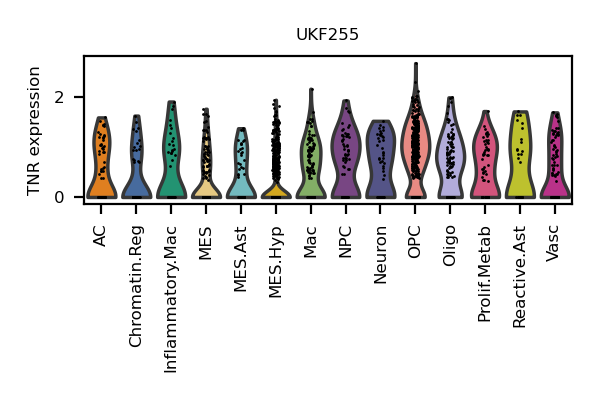 UKF255
TNR expression
2
0
AC
Chromatin.Reg
Inflammatory.Mac
MES
MES.Ast
MES.Hyp
Mac
NPC
Neuron
OPC
Oligo
Prolif.Metab
Reactive.Ast
Vasc